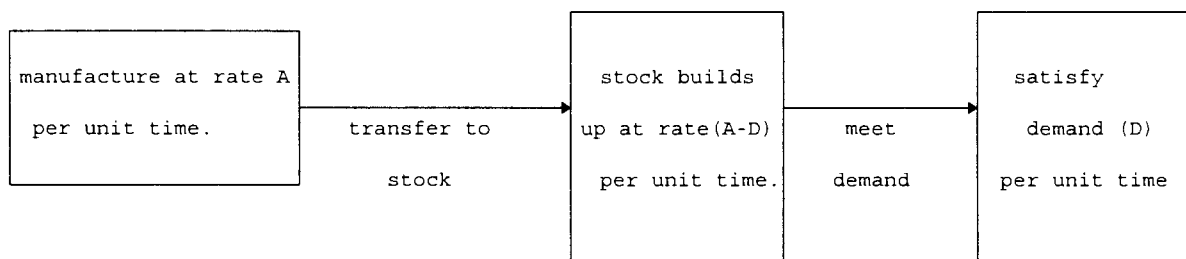 manufacture at rate A
per unit time.
transfer to
stock
stock builds
up at rate(A-D)
per unit time.
meet
demand
satisfy
demand (D)
per unit time